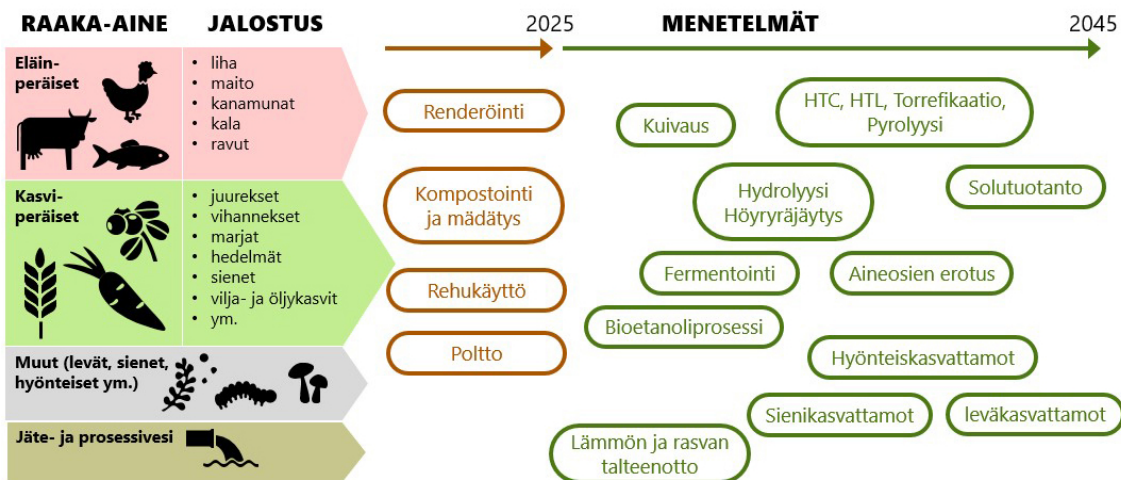 RAAKA-AINE
JALOSTUS
2025
MENETELMÄT
2045
Eläin-
peräiset
• liha
• maito
• kanamunat
• kala
• ravut
Kasvi-
peräiset
• juurekset
• vihannekset
• marjat
• hedelmät
• sienet
• vilja- ja öljykasvit
• ym.
Muut (levät, sienet,
hyönteiset ym.)
Jäte- ja prosessivesi
Renderöinti
Kompostointi
ja mädätys
Rehukäyttö
Poltto
Kuivaus
HTC, HTL, Torrefikaatio,
Pyrolyysi
Hydrolyysi
Höyryräjäytys
Solutuotanto
Fermentointi
Aineosien erotus
Bioetanoliprosessi
Hyönteiskasvattamot
Sienikasvattamot
leväkasvattamot
Lämmön ja rasvan
talteenotto